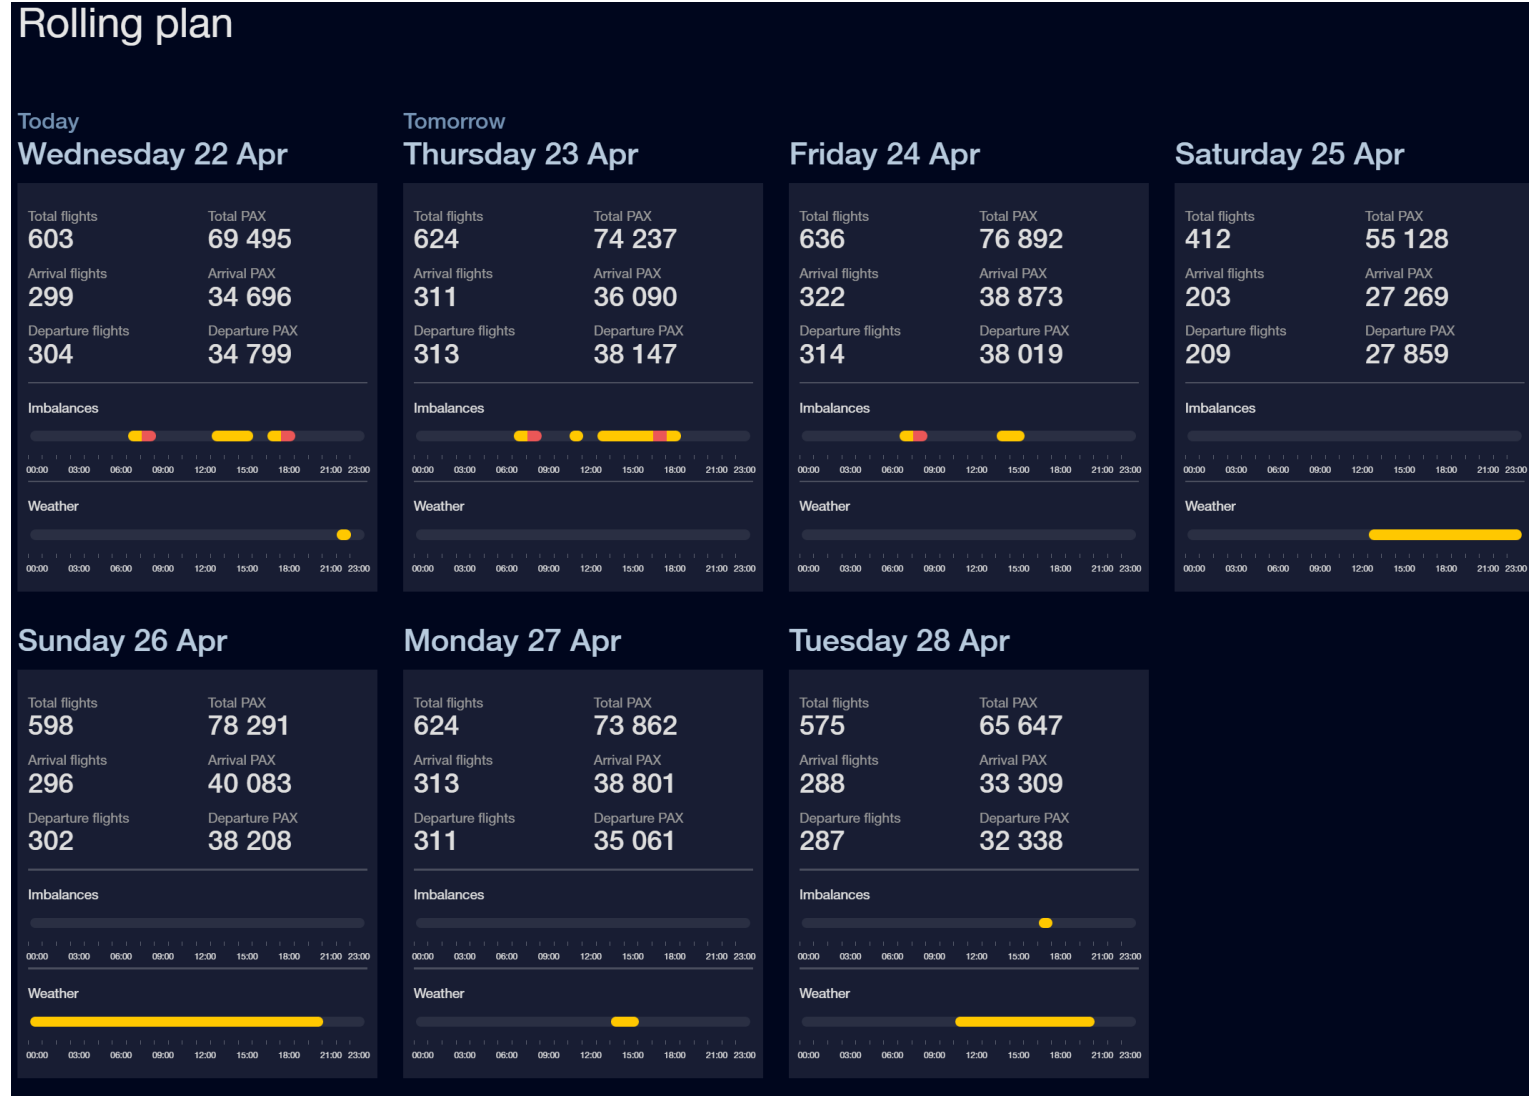 Rolling plan
Today
Wednesday 22 Apr
Total flights Total PAX
603 69 495
Arrival flights Arrival PAX
299 34 696
Departure flights Departure PAX
304 34 799
Imbalances
00:00 03:00 06:00 09:00 12:00 15:00 18:00 21:00 23:00
Weather
00:00 03:00 06:00 09:00 12:00 15:00 18:00 21:00 23:00
Tomorrow
Thursday 23 Apr
Total flights Total PAX
624 74 237
Arrival flights Arrival PAX
311 36 090
Departure flights Departure PAX
313 38 147
Imbalances
00:00 03:00 06:00 09:00 12:00 15:00 18:00 21:00 23:00
Weather
00:00 03:00 06:00 09:00 12:00 15:00 18:00 21:00 23:00
Friday 24 Apr
Total flights Total PAX
636 76 892
Arrival flights Arrival PAX
322 38 873
Departure flights Departure PAX
314 38 019
Imbalances
00:00 03:00 06:00 09:00 12:00 15:00 18:00 21:00 23:00
Weather
00:00 03:00 06:00 09:00 12:00 15:00 18:00 21:00 23:00
Saturday 25 Apr
Total flights Total PAX
412 55 128
Arrival flights Arrival PAX
203 27 269
Departure flights Departure PAX
209 27 859
Imbalances
00:00 03:00 06:00 09:00 12:00 15:00 18:00 21:00 23:00
Weather
00:00 03:00 06:00 09:00 12:00 15:00 18:00 21:00 23:00
Sunday 26 Apr
Total flights Total PAX
598 78 291
Arrival flights Arrival PAX
296 40 083
Departure flights Departure PAX
302 38 208
Imbalances
00:00 03:00 06:00 09:00 12:00 15:00 18:00 21:00 23:00
Weather
00:00 03:00 06:00 09:00 12:00 15:00 18:00 21:00 23:00
Monday 27 Apr
Total flights Total PAX
624 73 862
Arrival flights Arrival PAX
313 38 801
Departure flights Departure PAX
311 35 061
Imbalances
00:00 03:00 06:00 09:00 12:00 15:00 18:00 21:00 23:00
Weather
00:00 03:00 06:00 09:00 12:00 15:00 18:00 21:00 23:00
Tuesday 28 Apr
Total flights Total PAX
575 65 647
Arrival flights Arrival PAX
288 33 309
Departure flights Departure PAX
287 32 338
Imbalances
00:00 03:00 06:00 09:00 12:00 15:00 18:00 21:00 23:00
Weather
00:00 03:00 06:00 09:00 12:00 15:00 18:00 21:00 23:00